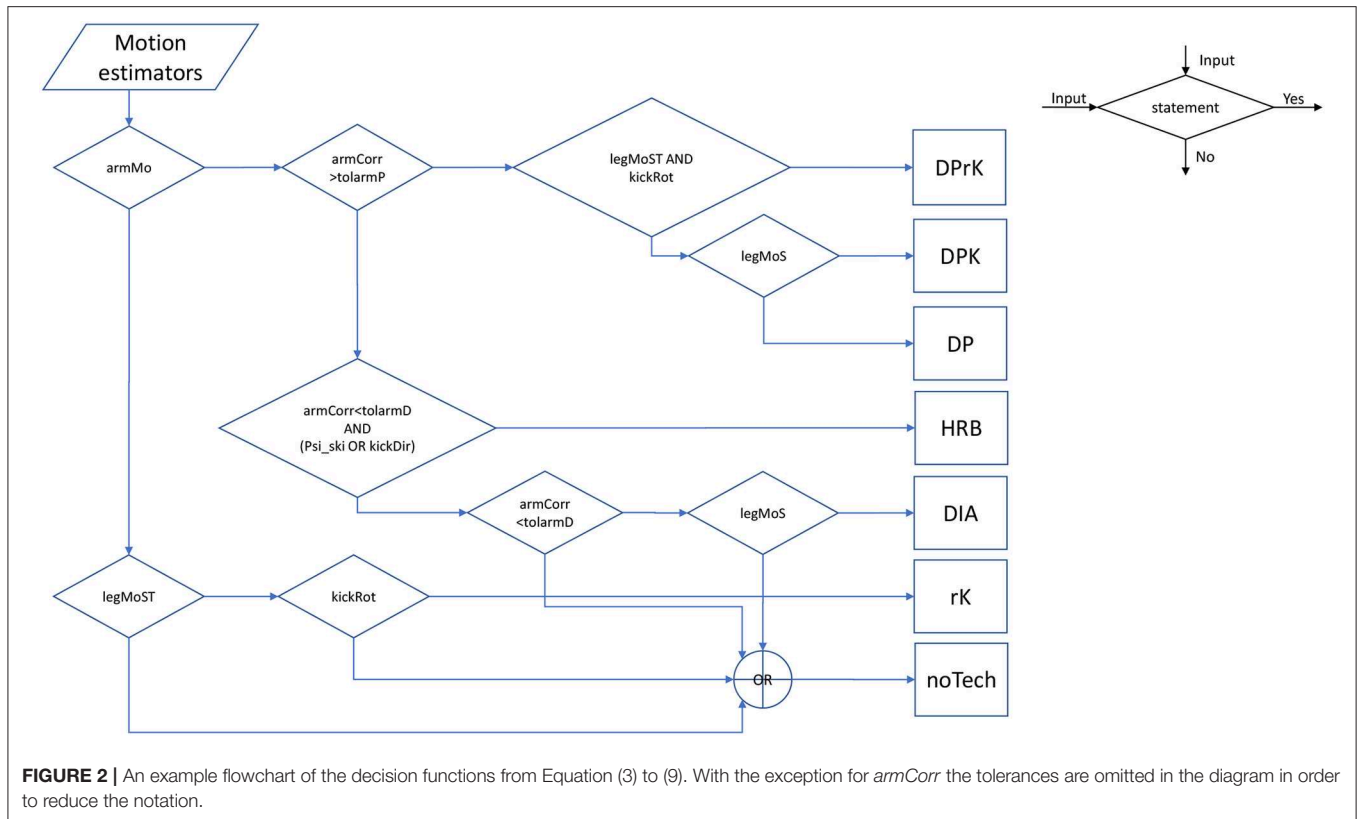 Motion
estimators
Input
Input
statement
Yes
No
armMo
armCorr
>tolarmP
legMoST AND
kickRot
DPrK
legMoS
DPK
DP
armCorr<tolarmD
AND
(Psi_ski OR kickDir)
HRB
armCorr
<tolarmD
legMoS
DIA
legMoST
kickRot
rK
OR
noTech
FIGURE 2 | An example flowchart of the decision functions from Equation (3) to (9). With the exception for armCorr the tolerances are omitted in the diagram in order
to reduce the notation.